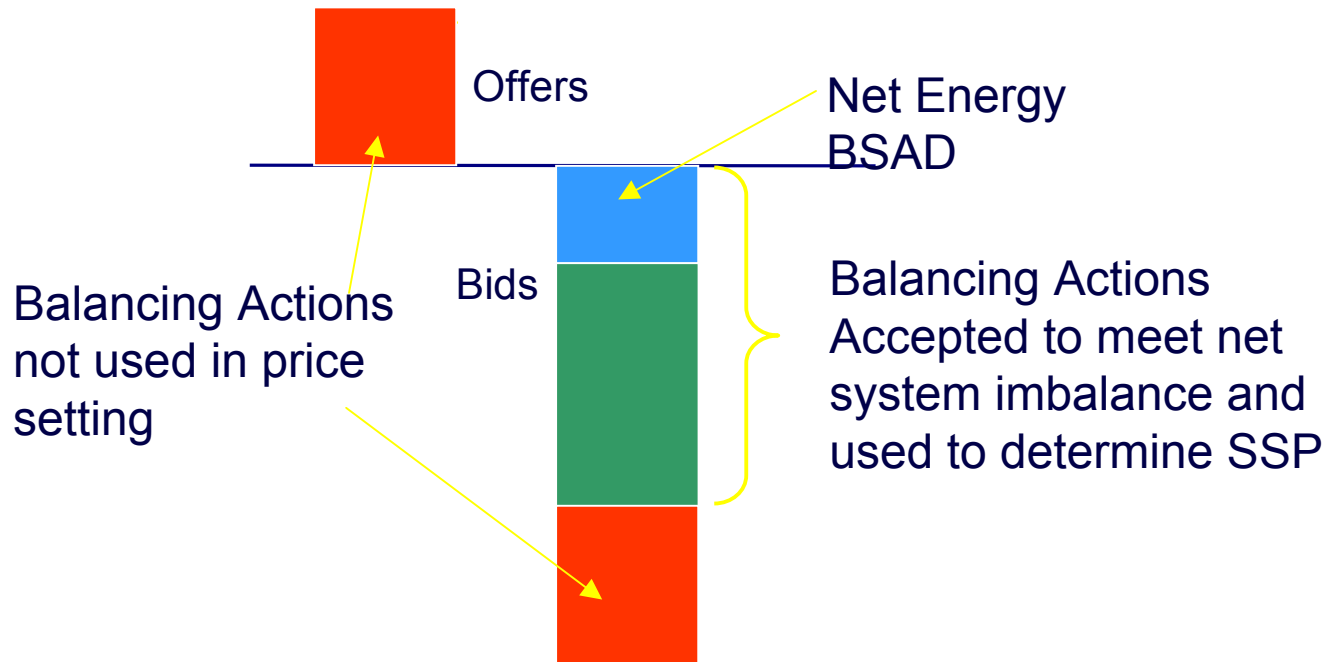 Offers
Net Energy
BSAD
Bids
Balancing Actions
not used in price
setting
Balancing Actions
Accepted to meet net
system imbalance and
used to determine SSP